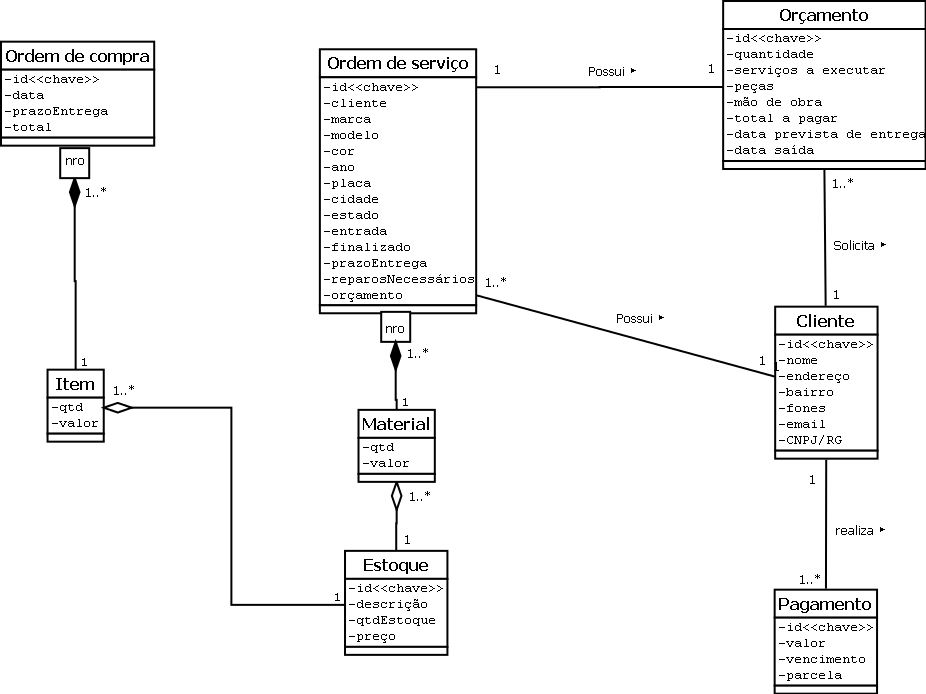 Ordem de compra
-id<<chave>>
-data
-prazoEntrega
-total
nro
1..*
1
Item
-qtd
-valor
1..*
Ordem de serviço
-id<<chave>>
-cliente
-marca
-modelo
-cor
-ano
-placa
-cidade
-estado
-entrada
-finalizado
-prazoEntrega
-reparosNecessários
-orçamento
nro
1..*
1
Material
-qtd
-valor
1..*
1
1
Estoque
-id<<chave>>
-descrição
-qtdEstoque
-preço
1
Possui
1
Orçamento
-id<<chave>>
-quantidade
-serviços a executar
-peças
-mão de obra
-total a pagar
-data prevista de entrega
-data saída
1..*
Solicita
1
1..*
Possui
1
1
Cliente
-id<<chave>>
-nome
-endereço
-bairro
-fones
-email
-CNPJ/RG
1
realiza
1..*
Pagamento
-id<<chave>>
-valor
-vencimento
-parcela